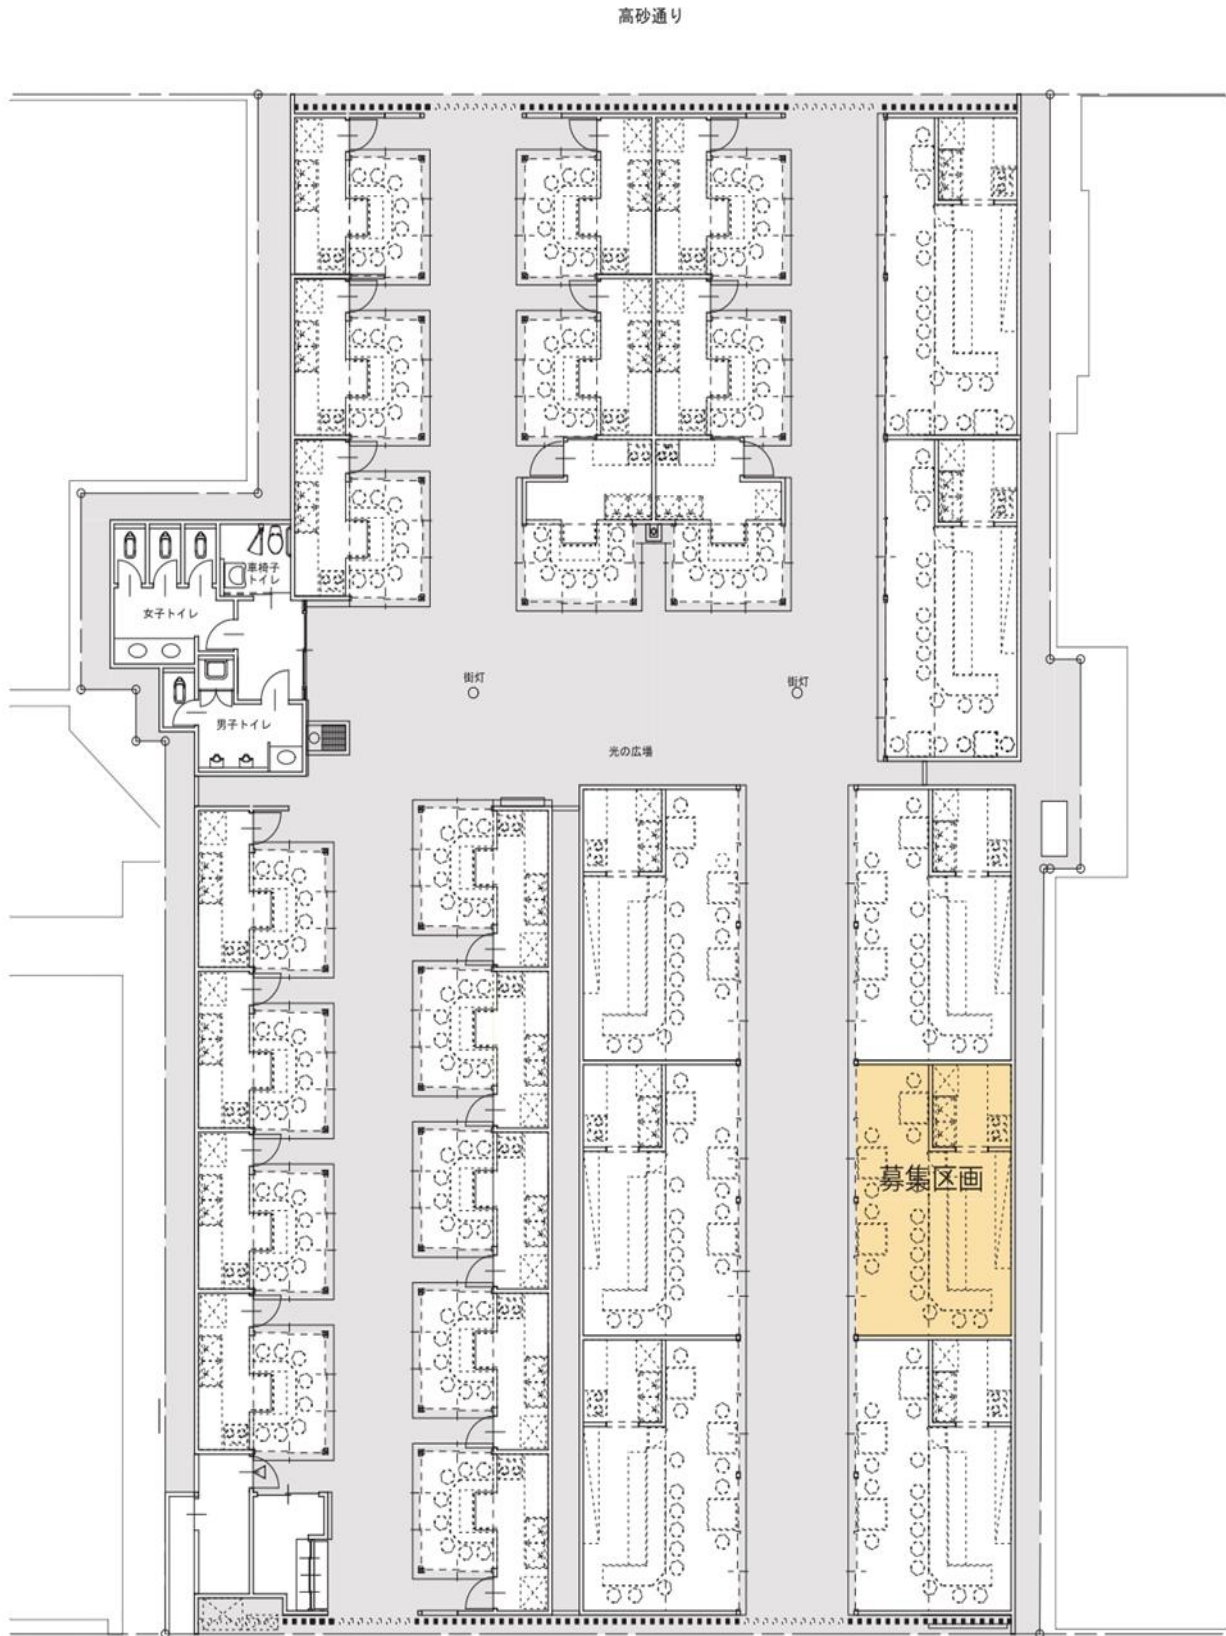 高砂通り
車椅子
トイレ
女子トイレ
街灯
街灯
男子トイレ
光の広場
募集区画